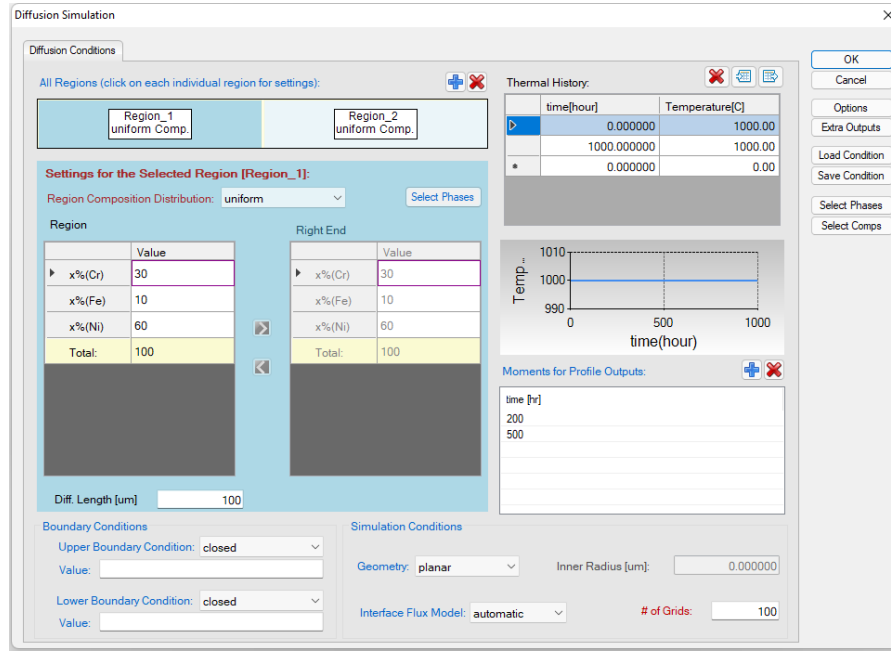 Diffusion Simulation
Diffusion Conditions
All Regions (click on each individual region for settings):
Region_1
uniform Comp.
Region_2
uniform Comp.
Settings for the Selected Region [Region_1]:
Region Composition Distribution: uniform
Select Phases
Region
Right End
Value
Value
x%(Cr) 30
x%(Cr) 30
x%(Fe) 10
x%(Fe) 10
x%(Ni) 60
x%(Ni) 60
Total: 100
Total: 100
Diff. Length [um] 100
Thermal History:
time[hour] Temperature[C]
0.000000 1000.00
1000.000000 1000.00
* 0.000000 0.00
Temp...
1010
1000
990
0 500 1000
time(hour)
Moments for Profile Outputs:
time [hr]
200
500
Boundary Conditions
Upper Boundary Condition: closed
Value:
Lower Boundary Condition: closed
Value:
Simulation Conditions
Geometry: planar
Inner Radius [um]: 0.000000
Interface Flux Model: automatic
# of Grids: 100
OK
Cancel
Options
Extra Outputs
Load Condition
Save Condition
Select Phases
Select Comps